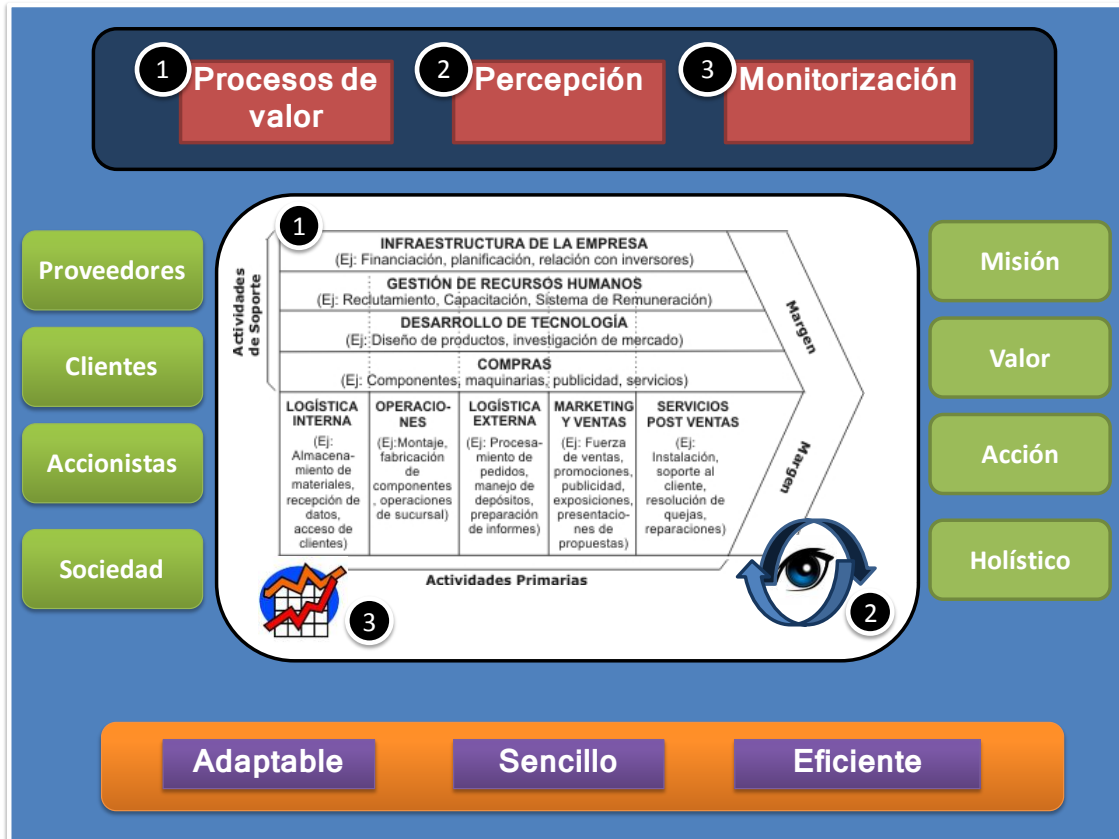 1
Procesos de
valor
2
Percepción
3
Monitorización
Proveedores
Clientes
Accionistas
Sociedad
1
Actividades
de Soporte
INFRAESTRUCTURA DE LA EMPRESA
(Ej: Financiación, planificación, relación con inversores)
GESTIÓN DE RECURSOS HUMANOS
(Ej: Reclutamiento, Capacitación, Sistema de Remuneración)
DESARROLLO DE TECNOLOGÍA
(Ej: Diseño de productos, investigación de mercado)
COMPRAS
(Ej: Componentes, maquinarias, publicidad, servicios)
LOGÍSTICA
INTERNA
(Ej:
Almacena-
miento de
materiales,
recepción de
datos,
acceso de
clientes)
OPERACIO-
NES
(Ej:Montaje,
fabricación
de
componentes
, operaciones
de sucursal)
LOGÍSTICA
EXTERNA
(Ej: Procesa-
miento de
pedidos,
manejo de
depósitos,
preparación
de informes)
MARKETING
Y VENTAS
(Ej: Fuerza
de ventas,
promociones,
publicidad,
exposiciones,
presentacio-
nes de
propuestas)
SERVICIOS
POST VENTAS
(Ej:
Instalación,
soporte al
cliente,
resolución de
quejas,
reparaciones)
Margen
Margen
Actividades Primarias
3
2
Misión
Valor
Acción
Holístico
Adaptable
Sencillo
Eficiente